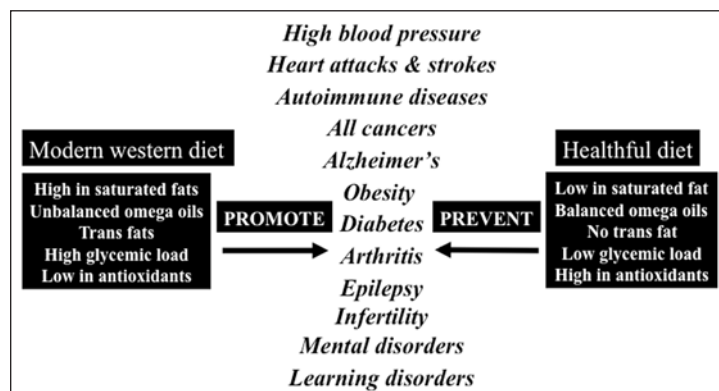 High blood pressure
Heart attacks & strokes
Autoimmune diseases
All cancers
Alzheimer's
Obesity
Diabetes
Arthritis
Epilepsy
Infertility
Mental disorders
Learning disorders
Modern western diet
High in saturated fats
Unbalanced omega oils
Trans fats
High glycemic load
Low in antioxidants
PROMOTE
PREVENT
Healthful diet
Low in saturated fat
Balanced omega oils
No trans fat
Low glycemic load
High in antioxidants